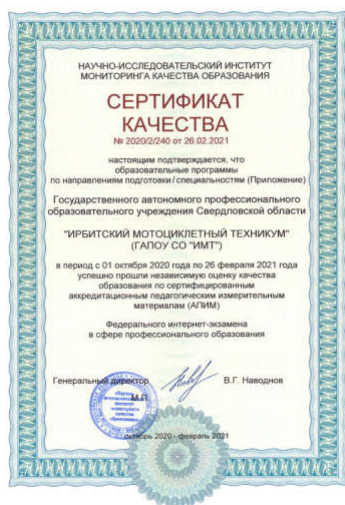 НАУЧНО-ИССЛЕДОВАТЕЛЬСКИЙ ИНСТИТУТ
МОНИТОРИНГА КАЧЕСТВА ОБРАЗОВАНИЯ
СЕРТИФИКАТ
КАЧЕСТВА
№ 2020/2/240 от 26.02.2021
настоящим подтверждается, что
образовательные программы
по направлениям подготовки/специальностям (Приложение)
Государственного автономного профессионального
образовательного учреждения Свердловской области
"ИРБИТСКИЙ МОТОЦИКЛЕТНЫЙ ТЕХНИКУМ"
(ГАПОУ СО "ИМТ")
в период с 01 октября 2020 года по 26 февраля 2021 года
успешно прошли независимую оценку качества
образования по сертифицированным
аккредитационным педагогическим измерительным
материалам (АПИМ)
Федерального интернет-экзамена
в сфере профессионального образования
Генеральный директор В.Г. Наводнов
М.П.
октябрь 2020 - февраль 2021